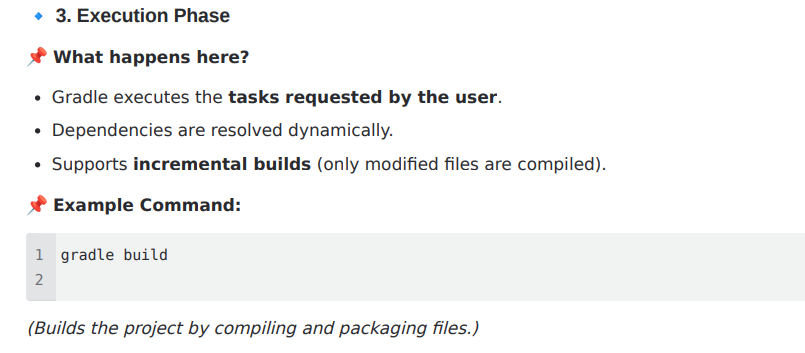 🔹 3. Execution Phase
📌 What happens here?
• Gradle executes the tasks requested by the user.
• Dependencies are resolved dynamically.
• Supports incremental builds (only modified files are compiled).
📌 Example Command:
1 gradle build
2
(Builds the project by compiling and packaging files.)